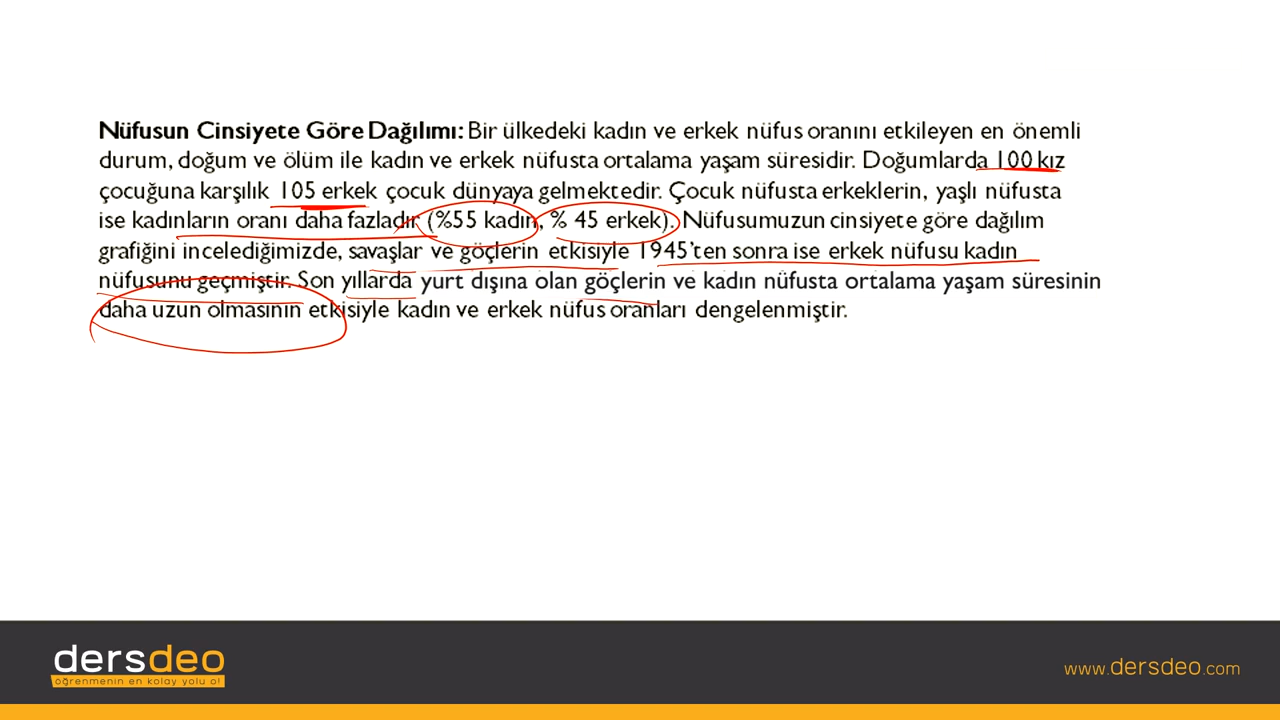 Nüfusun Cinsiyete Göre Dağılımı: Bir ülkedeki kadın ve erkek nüfus oranını etkileyen en önemli
durum, doğum ve ölüm ile kadın ve erkek nüfusta ortalama yaşam süresidir. Doğumlarda 100 kız
çocuğuna karşılık 105 erkek çocuk dünyaya gelmektedir. Çocuk nüfusta erkeklerin, yaşlı nüfusta
ise kadınların oranı daha fazladır. (%55 kadın, % 45 erkek). Nüfusumuzun cinsiyete göre dağılım
grafiğini incelediğimizde, savaşlar ve göçlerin etkisiyle 1945'ten sonra ise erkek nüfusu kadın
nüfusunu geçmiştir. Son yıllarda yurt dışına olan göçlerin ve kadın nüfusta ortalama yaşam süresinin
daha uzun olmasının etkisiyle kadın ve erkek nüfus oranları dengelenmiştir.
dersdeo
öğrenmenin en kolay yolu o!
www.dersdeo.com